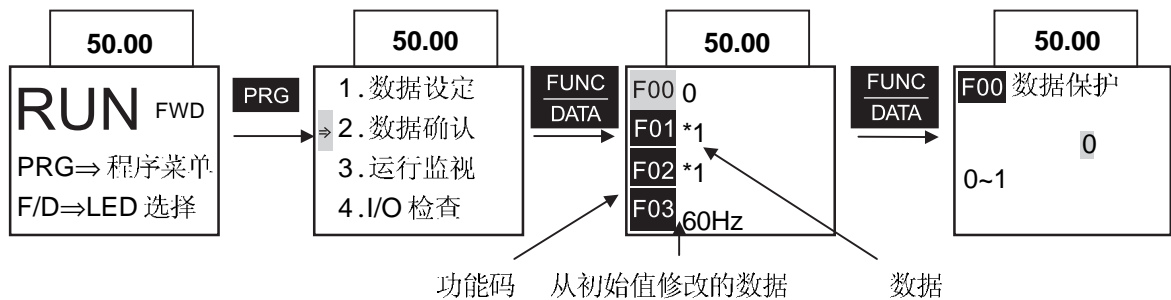 50.00
RUN FWD
PRG⇒程序菜单
F/D⇒LED 选择
PRG
50.00
1.数据设定
⇒2.数据确认
3.运行监视
4.I/O 检查
FUNC
DATA
50.00
F00 0
F01 *1
F02 *1
F03 60Hz
FUNC
DATA
50.00
F00 数据保护
0
0~1
功能码 从初始值修改的数据 数据